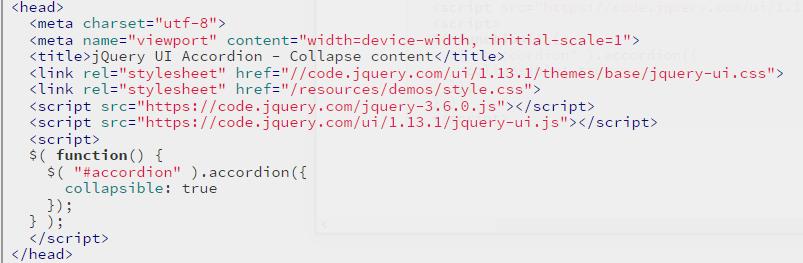 <head>
  <meta charset="utf-8">
  <meta name="viewport" content="width=device-width, initial-scale=1">
  <title>jQuery UI Accordion - Collapse content</title>
  <link rel="stylesheet" href="//code.jquery.com/ui/1.13.1/themes/base/jquery-ui.css">
  <link rel="stylesheet" href="/resources/demos/style.css">
  <script src="https://code.jquery.com/jquery-3.6.0.js"></script>
  <script src="https://code.jquery.com/ui/1.13.1/jquery-ui.js"></script>
  <script>
  $( function() {
    $( "#accordion" ).accordion({
      collapsible: true
    });
  } );
  </script>
</head>